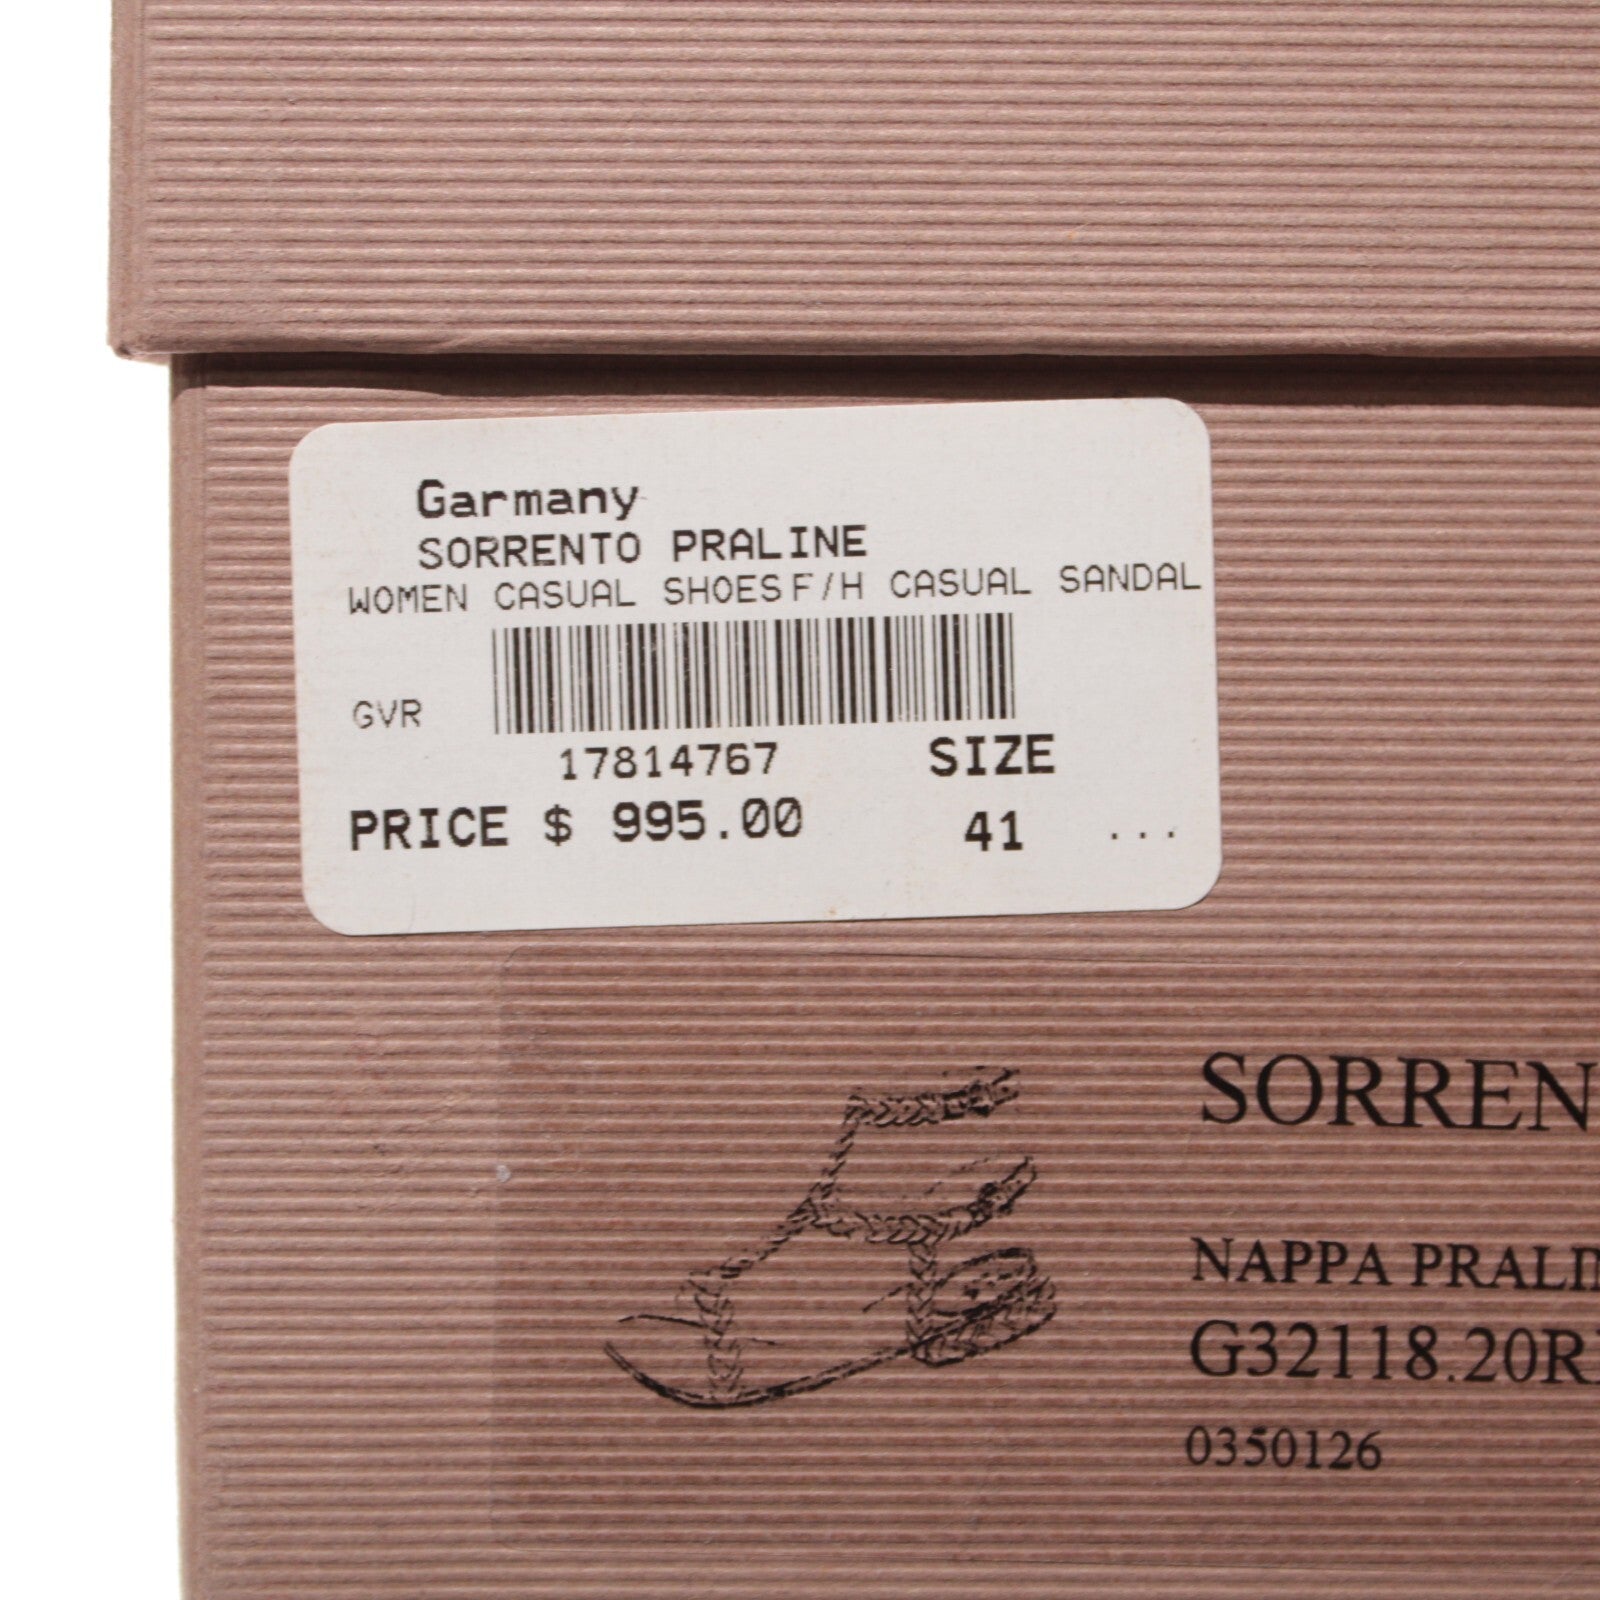 Garmany
SORRENTO PRALINE
WOMEN CASUAL SHOES F/H CASUAL SANDAL
GVR
17814767 SIZE
PRICE $ 995.00 41 ...
SORREN
NAPPA PRALIN
G32118.20R
0350126